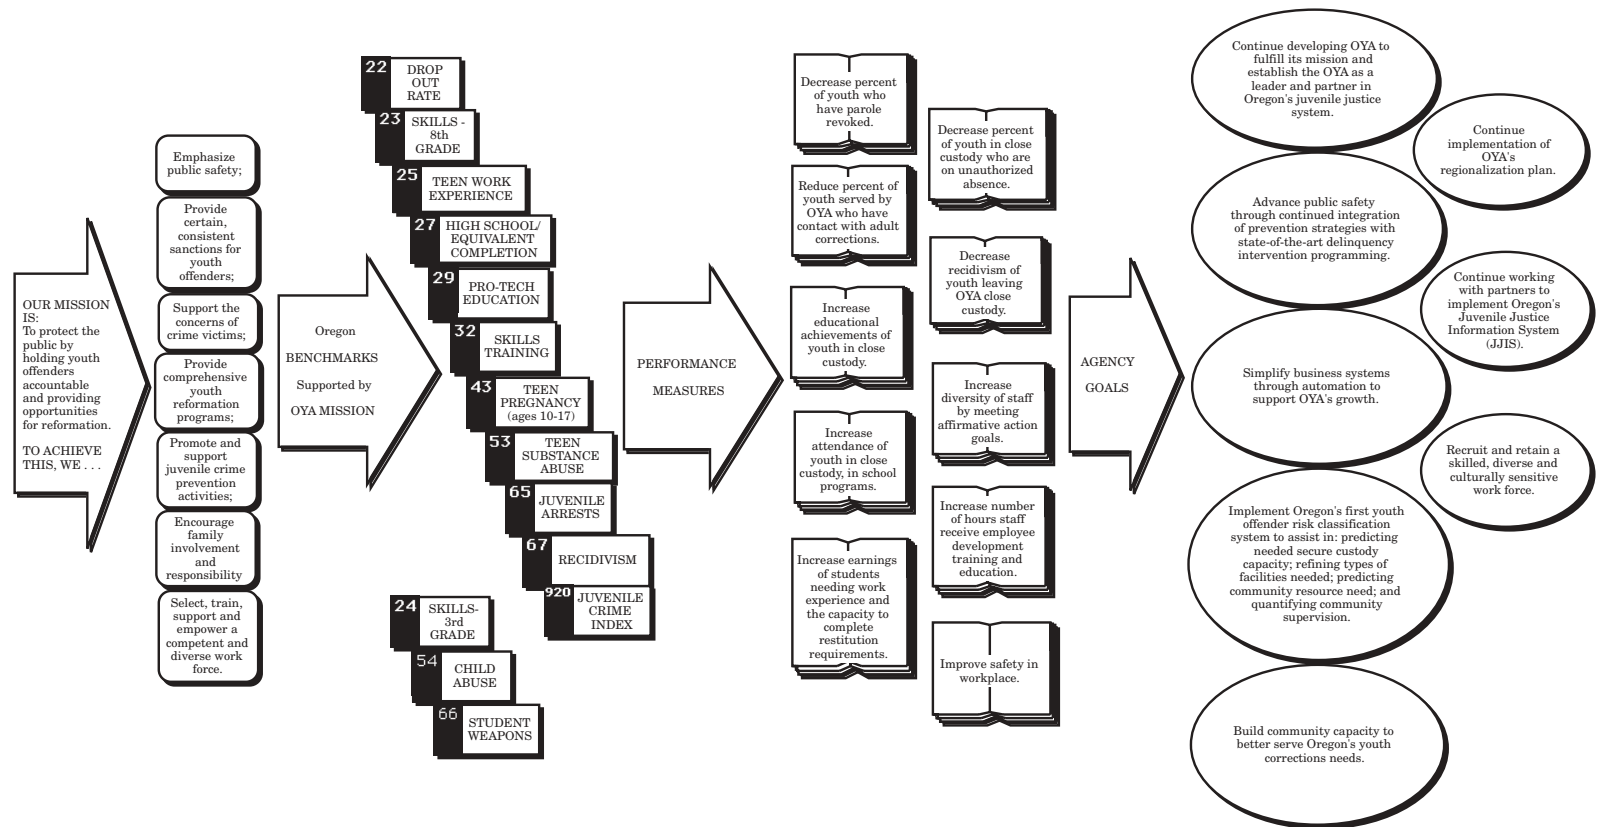 OUR MISSION
IS:
To protect the
public by
holding youth
offenders
accountable
and providing
opportunities
for reformation.
TO ACHIEVE
THIS, WE . . .
Emphasize
public safety;
Provide
certain,
consistent
sanctions for
youth
offenders;
Support the
concerns of
crime victims;
Provide
comprehensive
youth
reformation
programs;
Promote and
support
juvenile crime
prevention
activities;
Encourage
family
involvement
and
responsibility
Select, train,
support and
empower a
competent and
diverse work
force.
Oregon
BENCHMARKS
Supported by
OYA MISSION
22
DROP
OUT
RATE
23
SKILLS -
8th
GRADE
25
TEEN WORK
EXPERIENCE
27
HIGH SCHOOL/
EQUIVALENT
COMPLETION
29
PRO-TECH
EDUCATION
32
SKILLS
TRAINING
43
TEEN
PREGNANCY
(ages 10-17)
53
TEEN
SUBSTANCE
ABUSE
65
JUVENILE
ARRESTS
67
RECIDIVISM
920
JUVENILE
CRIME
INDEX
24
SKILLS-
3rd
GRADE
54
CHILD
ABUSE
66
STUDENT
WEAPONS
PERFORMANCE
MEASURES
Decrease percent
of youth who
have parole
revoked.
Reduce percent of
youth served by
OYA who have
contact with adult
corrections.
Increase
educational
achievements of
youth in close
custody.
Increase
attendance of
youth in close
custody, in school
programs.
Increase earnings
of students
needing work
experience and
the capacity to
complete
restitution
requirements.
Decrease percent
of youth in close
custody who are
on unauthorized
absence.
Decrease
recidivism of
youth leaving
OYA close
custody.
Increase
diversity of staff
by meeting
affirmative action
goals.
Increase number
of hours staff
receive employee
development
training and
education.
Improve safety in
workplace.
AGENCY
GOALS
Continue developing OYA to
fulfill its mission and
establish the OYA as a
leader and partner in
Oregon's juvenile justice
system.
Advance public safety
through continued integration
of prevention strategies with
state-of-the-art delinquency
intervention programming.
Simplify business systems
through automation to
support OYA's growth.
Implement Oregon's first youth
offender risk classification
system to assist in: predicting
needed secure custody
capacity; refining types of
facilities needed; predicting
community resource need; and
quantifying community
supervision.
Build community capacity to
better serve Oregon's youth
corrections needs.
Continue
implementation of
OYA's
regionalization plan.
Continue working
with partners to
implement Oregon's
Juvenile Justice
Information System
(JJIS).
Recruit and retain a
skilled, diverse and
culturally sensitive
work force.